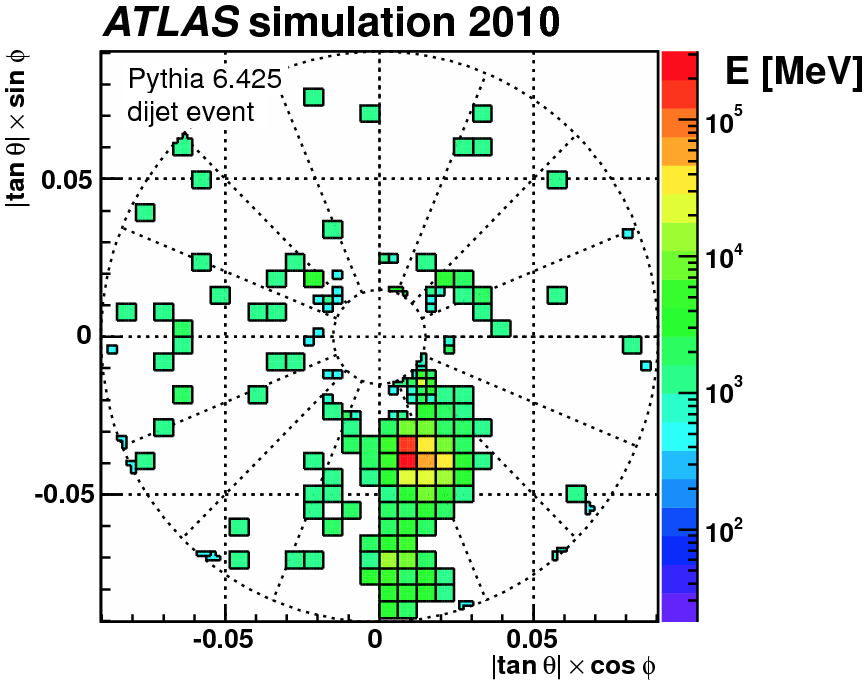 ATLAS simulation 2010
Pythia 6.425
dijet event
E [MeV]
|tan θ| × sin ϕ
0.05
0
-0.05
-0.05
0
0.05
|tan θ| × cos ϕ
10⁵
10⁴
10³
10²